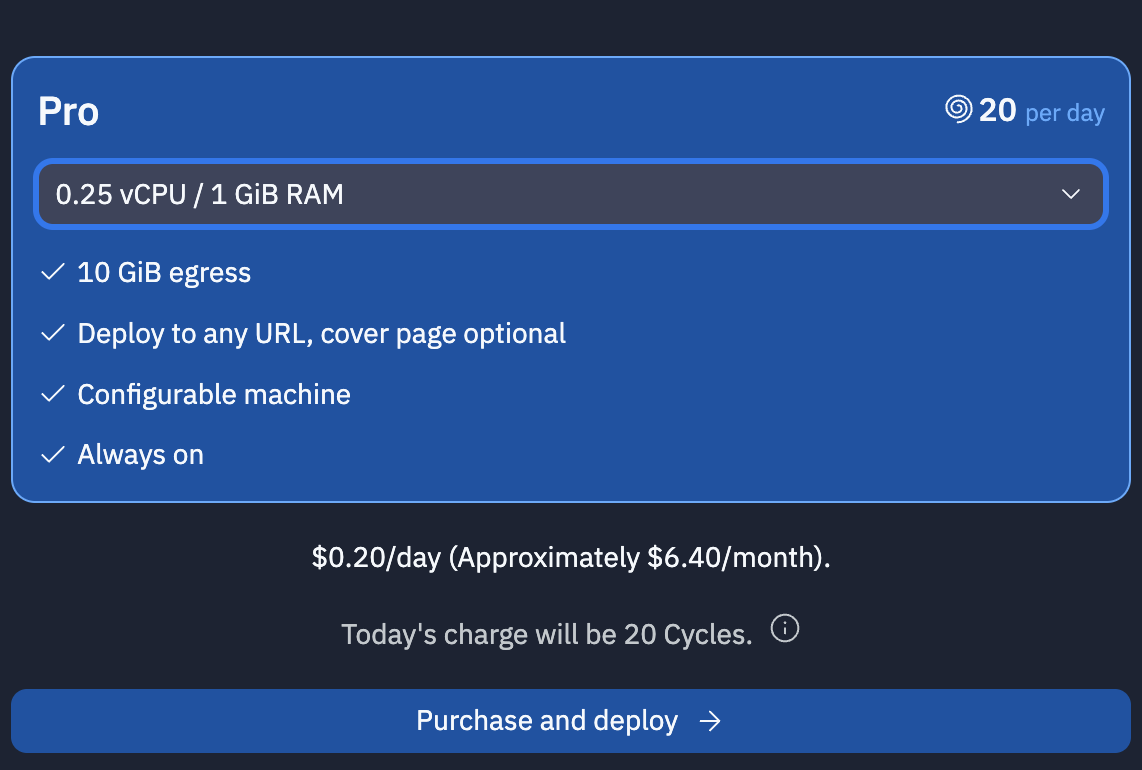 Pro
20 per day
0.25 vCPU / 1 GiB RAM
10 GiB egress
Deploy to any URL, cover page optional
Configurable machine
Always on
$0.20/day (Approximately $6.40/month).
Today's charge will be 20 Cycles.
Purchase and deploy →